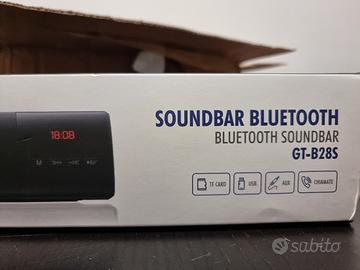 18:08
M
SOUNDBAR BLUETOOTH
BLUETOOTH SOUNDBAR
GT-B28S
TF CARD
USB
AUX
CHIAMATE
subito